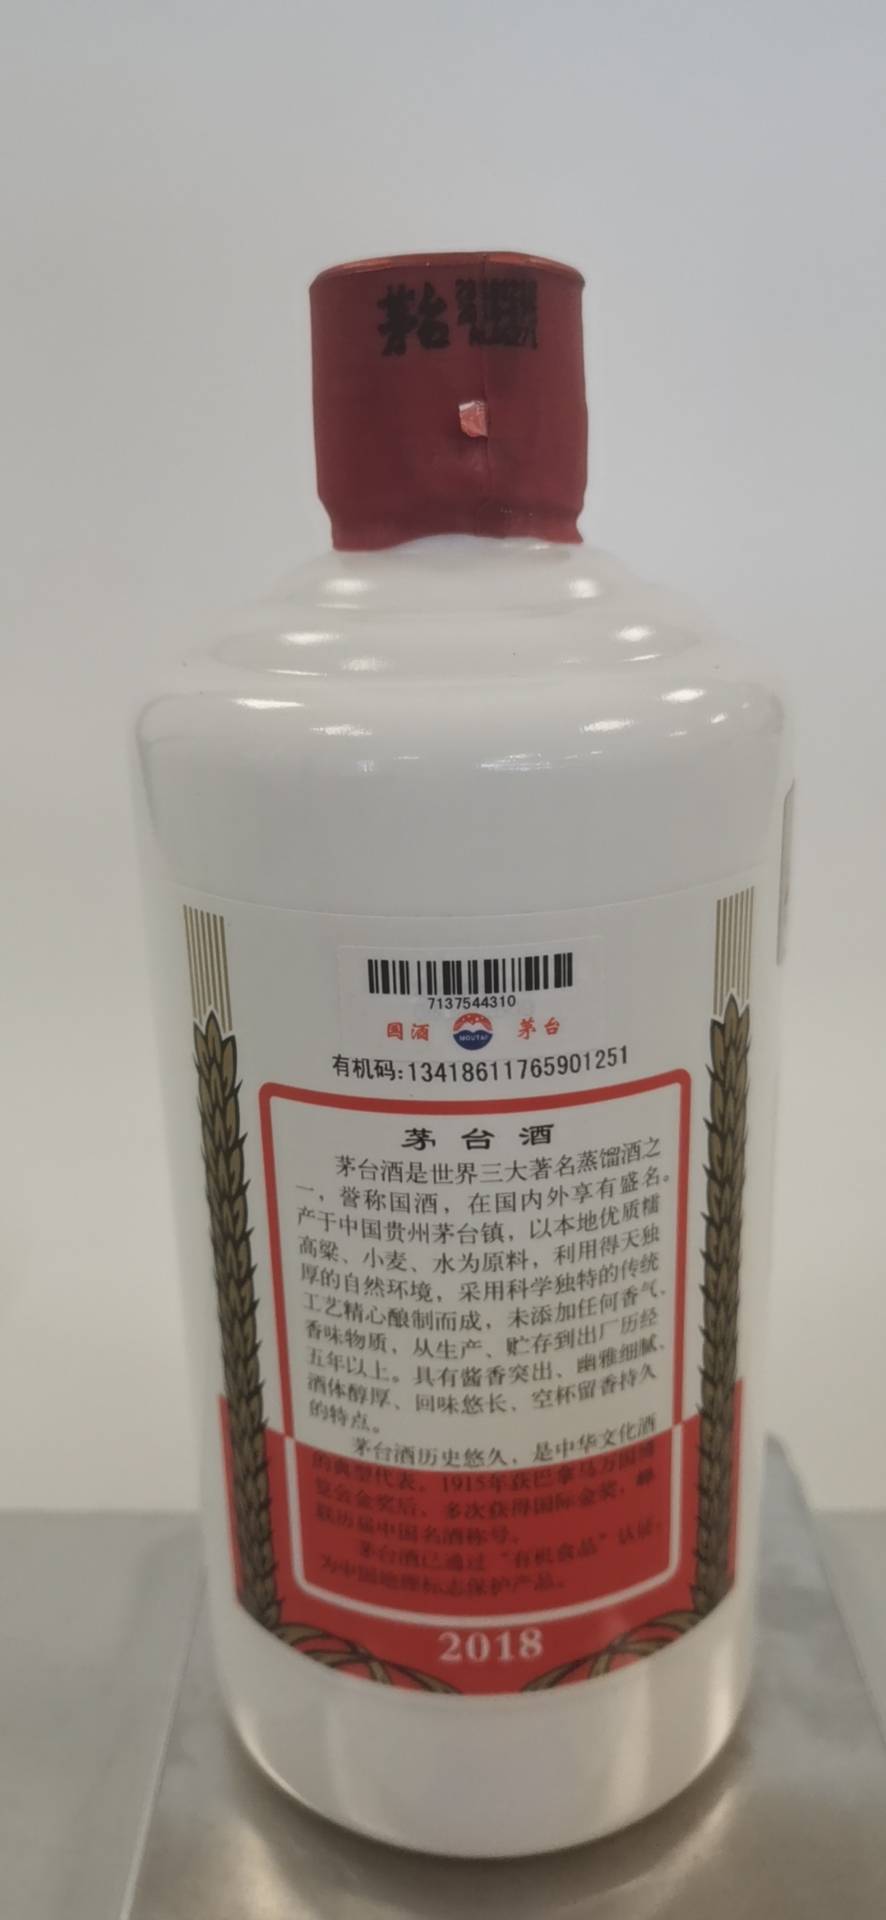 茅台
7137544310
国酒 MOUTAI 茅台
有机码:13418611765901251
茅台酒
茅台酒是世界三大著名蒸馏酒之
一，誉称国酒，在国内外享有盛名。
产于中国贵州茅台镇，以本地优质糯
高粱、小麦、水为原料，利用得天独
厚的自然环境，采用科学独特的传统
工艺精心酿制而成，未添加任何香气、
香味物质，从生产、贮存到出厂历经
五年以上。具有酱香突出、幽雅细腻、
酒体醇厚、回味悠长、空杯留香持久
的特点。
茅台酒历史悠久，是中华文化酒
的典型代表。1915年获巴拿马万国博
览会金奖后，多次获得国际金奖，蝉
联历届中国名酒称号。
茅台酒已通过“有机食品”认证，
为中国地理标志保护产品。
2018